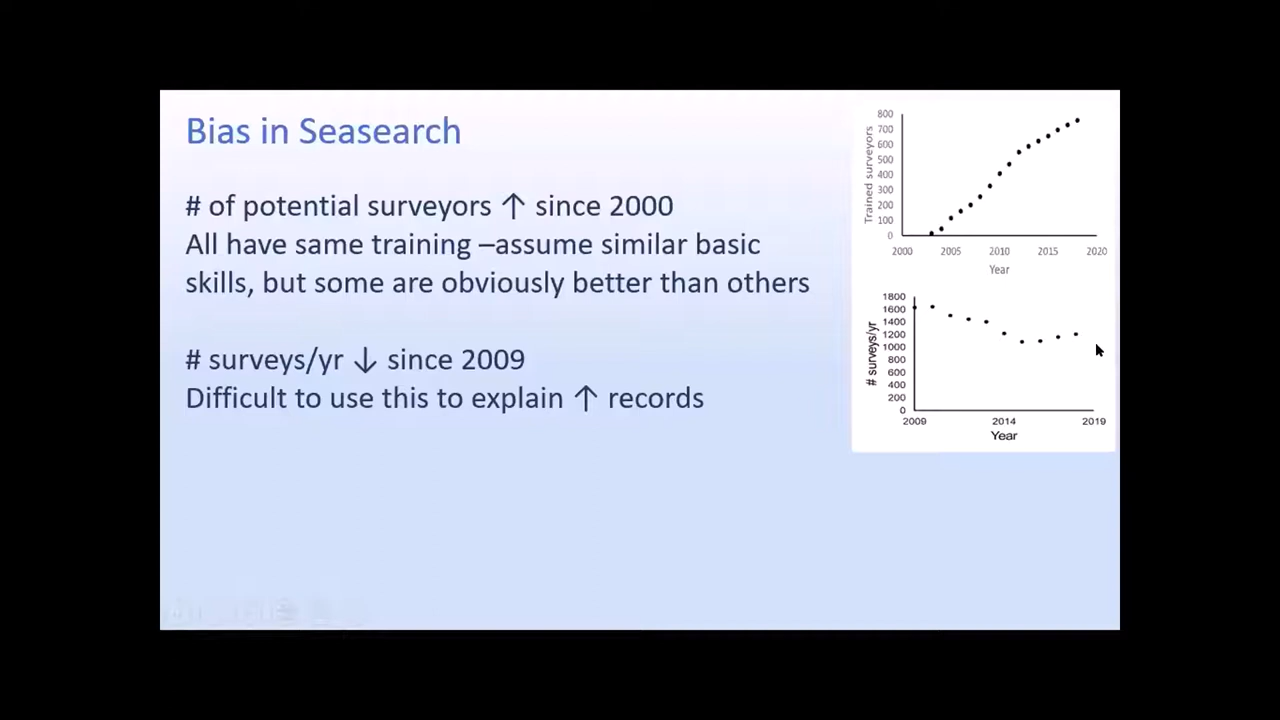 Bias in Seasearch
# of potential surveyors ↑ since 2000
All have same training –assume similar basic
skills, but some are obviously better than others
# surveys/yr ↓ since 2009
Difficult to use this to explain ↑ records
800
700
600
500
400
300
200
100
0
Trained surveyors
2000 2005 2010 2015 2020
Year
1800
1600
1400
1200
1000
800
600
400
200
0
# surveys/yr
2009 2014 2019
Year